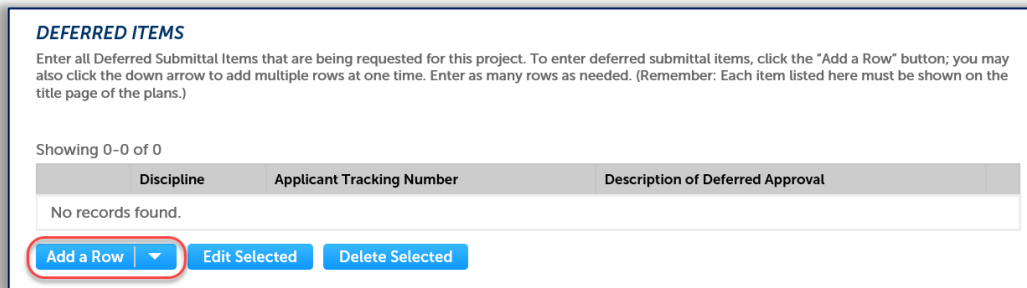 DEFERRED ITEMS
Enter all Deferred Submittal Items that are being requested for this project. To enter deferred submittal items, click the “Add a Row” button; you may
also click the down arrow to add multiple rows at one time. Enter as many rows as needed. (Remember: Each item listed here must be shown on the
title page of the plans.)
Showing 0-0 of 0
Discipline Applicant Tracking Number Description of Deferred Approval
No records found.
Add a Row Edit Selected Delete Selected